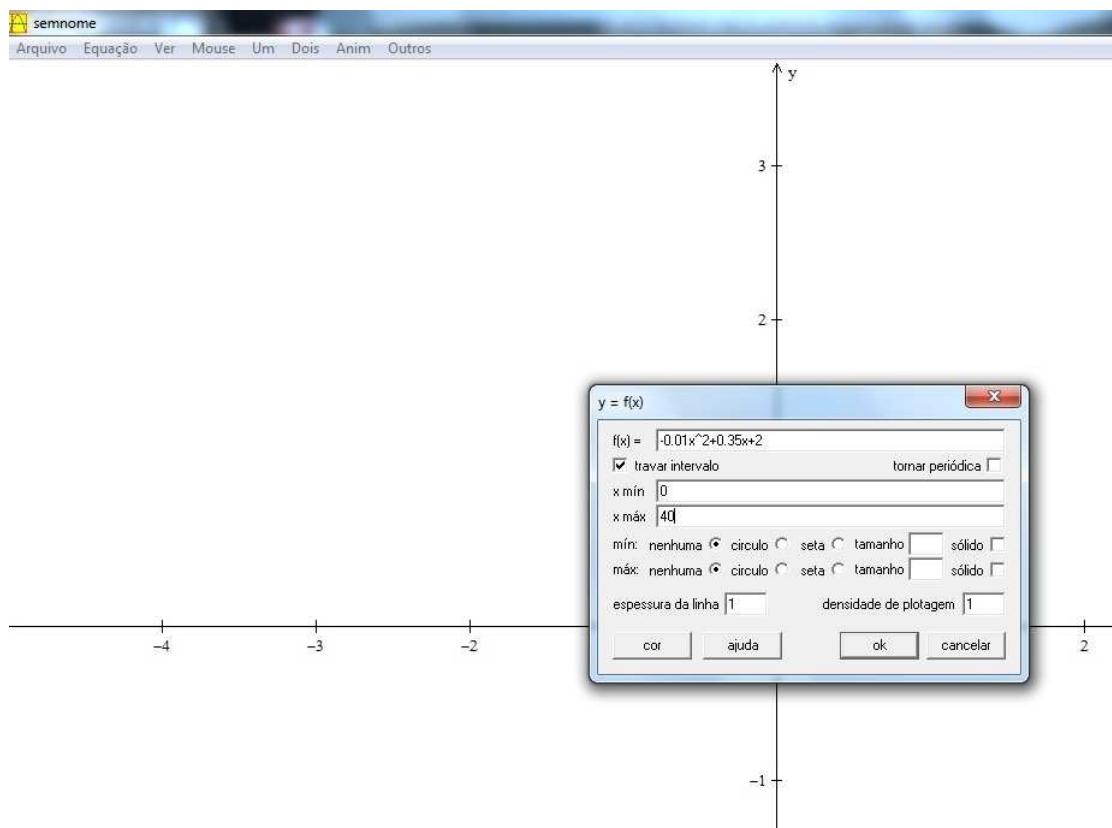 semnome
Arquivo Equação Ver Mouse Um Dois Anim Outros
y
3
2
y = f(x)
f(x) = -0.01x^2+0.35x+2
travar intervalo tornar periódica
x mín 0
x máx 40
mín: nenhuma circulo seta tamanho sólido
máx: nenhuma circulo seta tamanho sólido
espessura da linha 1 densidade de plotagem 1
cor ajuda ok cancelar
−4 −3 −2 2
−1